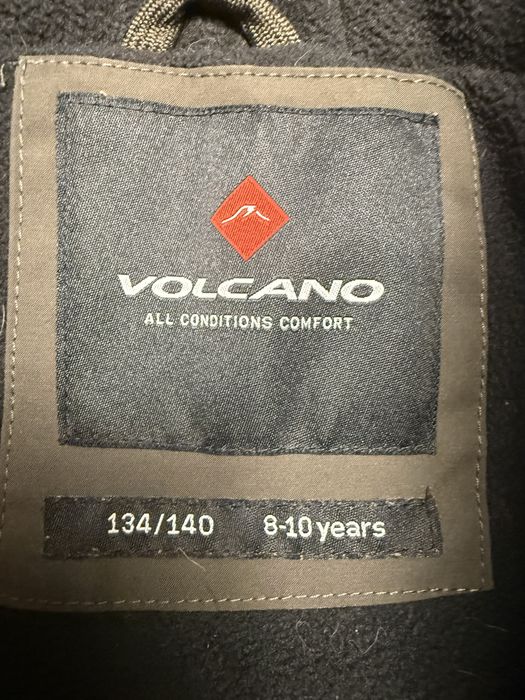 VOLCANO
ALL CONDITIONS COMFORT
134/140 8-10 years